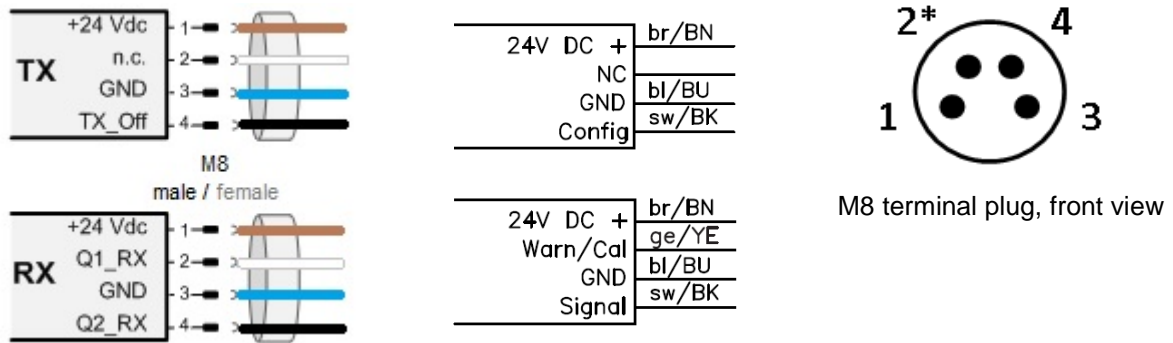 TX
+24 Vdc 1
n.c. 2
GND 3
TX_Off 4
M8
male / female
RX
+24 Vdc 1
Q1_RX 2
GND 3
Q2_RX 4
24V DC + br/BN
NC
GND bl/BU
Config sw/BK
24V DC + br/BN
Warn/Cal ge/YE
GND bl/BU
Signal sw/BK
2* 4
1 3
M8 terminal plug, front view